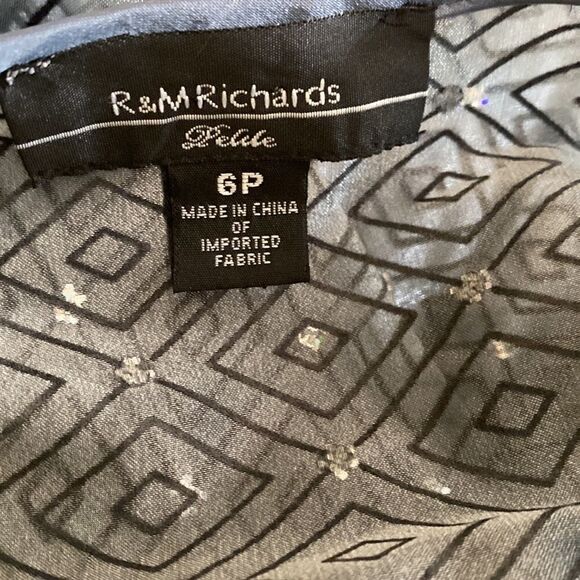 R&M Richards
Petite
6P
MADE IN CHINA
OF
IMPORTED
FABRIC